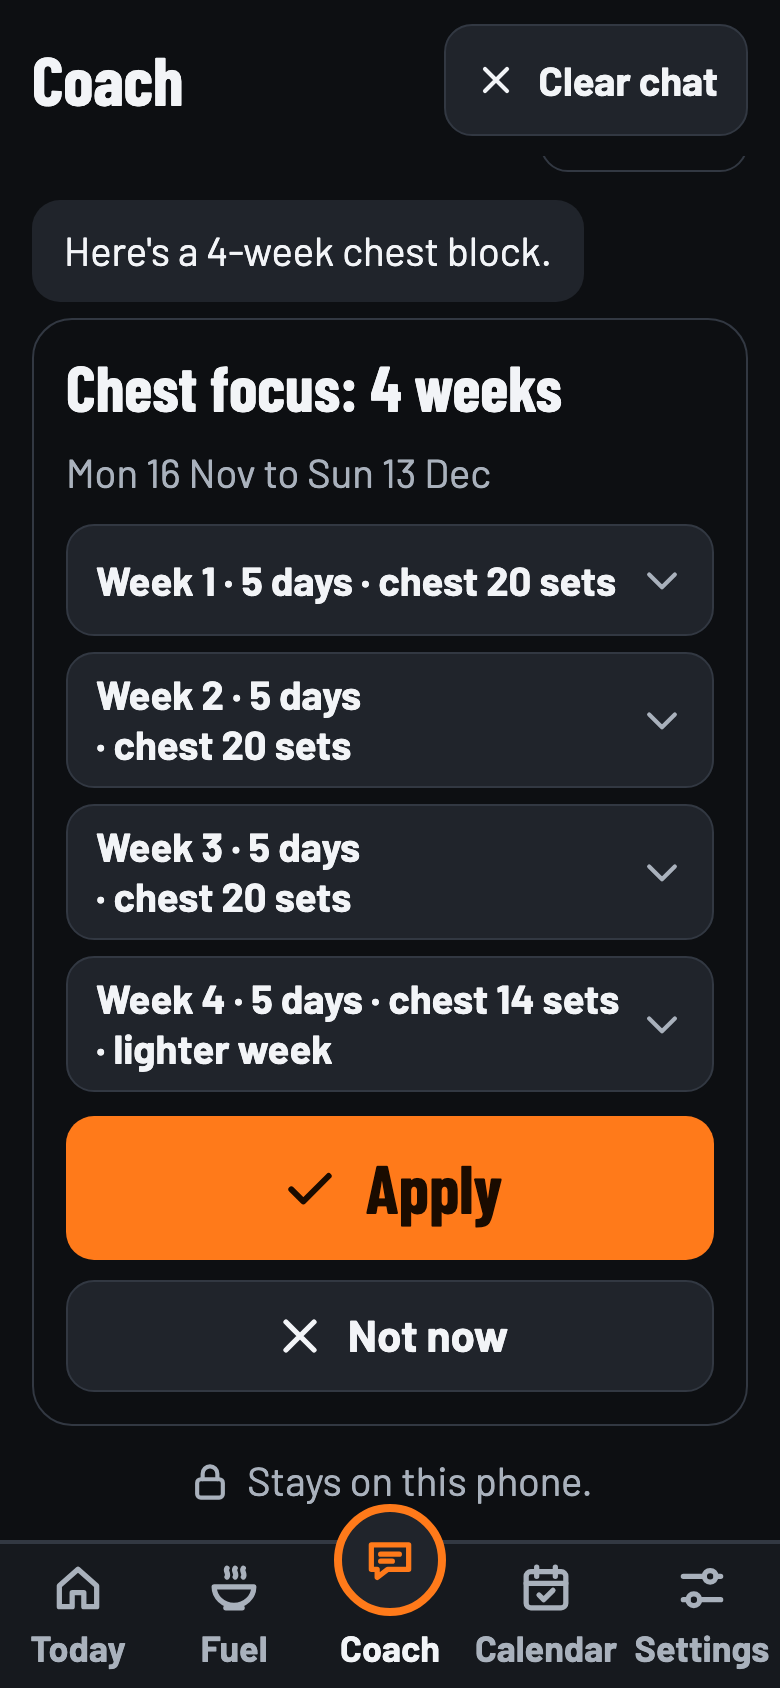 Coach
Clear chat
Here's a 4-week chest block.
Chest focus: 4 weeks
Mon 16 Nov to Sun 13 Dec
Week 1 · 5 days · chest 20 sets
Week 2 · 5 days
· chest 20 sets
Week 3 · 5 days
· chest 20 sets
Week 4 · 5 days · chest 14 sets
· lighter week
Apply
Not now
Stays on this phone.
Today
Fuel
Coach
Calendar
Settings